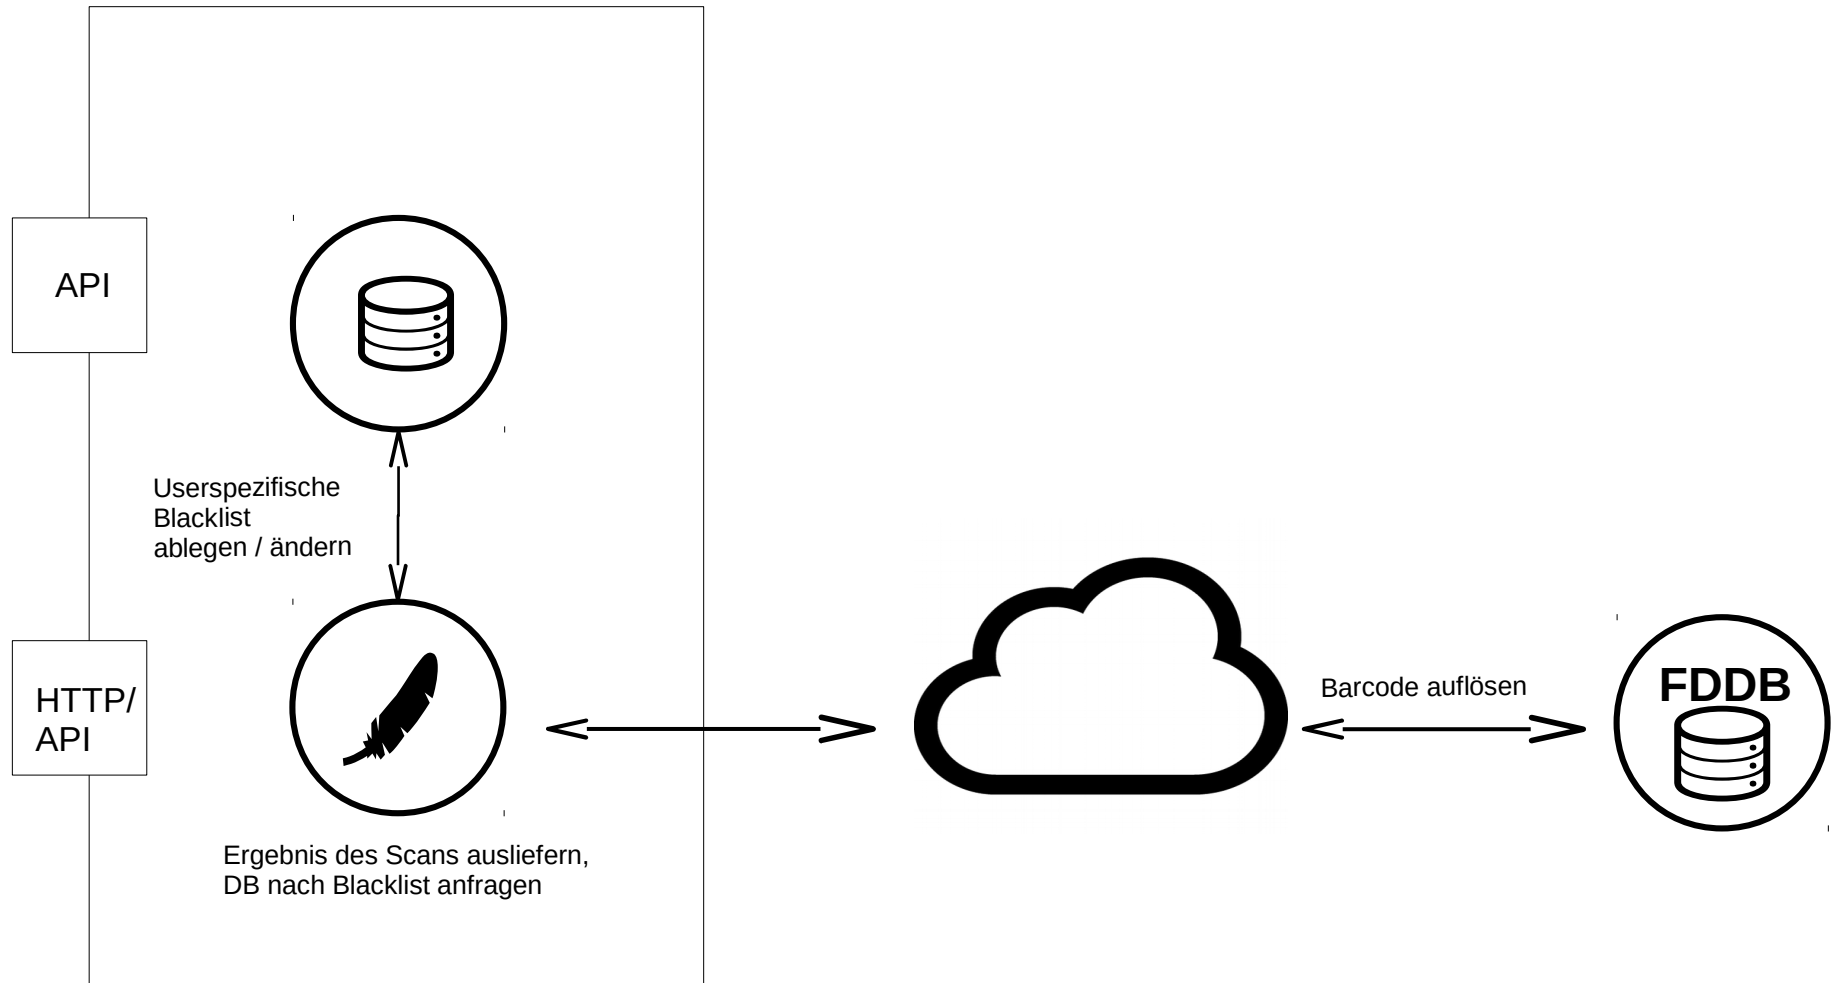 API
Userspezifische
Blacklist
ablegen / ändern
HTTP/
API
Barcode auflösen
FDDB
Ergebnis des Scans ausliefern,
DB nach Blacklist anfragen